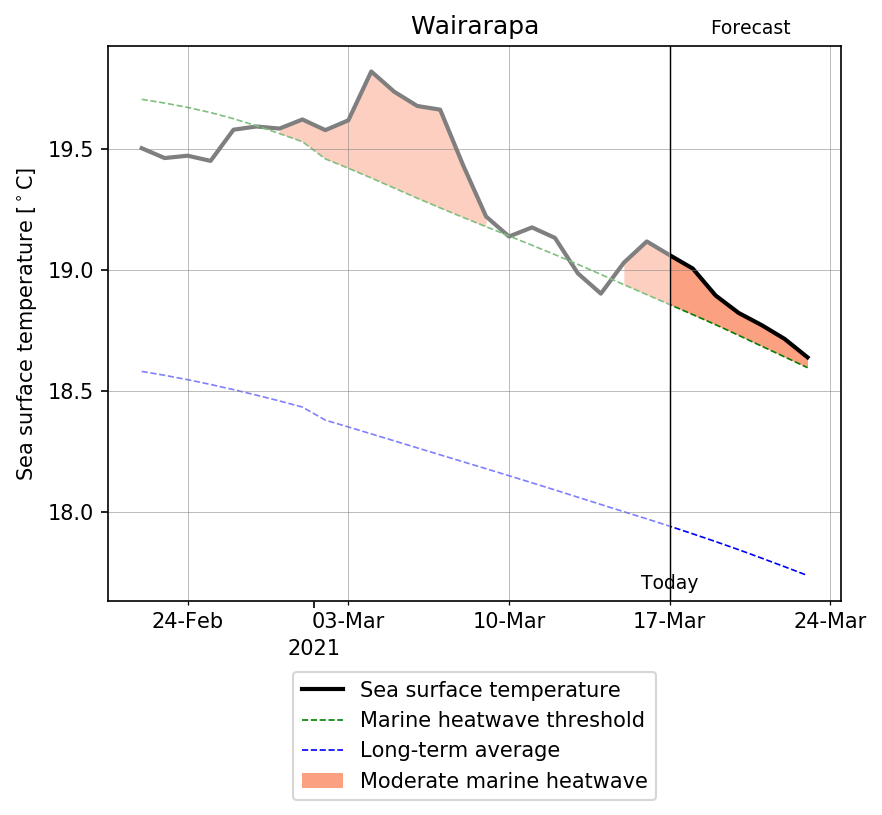 Wairarapa
Forecast
Sea surface temperature [°C]
19.5
19.0
18.5
18.0
Today
24-Feb 03-Mar 10-Mar 17-Mar 24-Mar
2021
Sea surface temperature
Marine heatwave threshold
Long-term average
Moderate marine heatwave